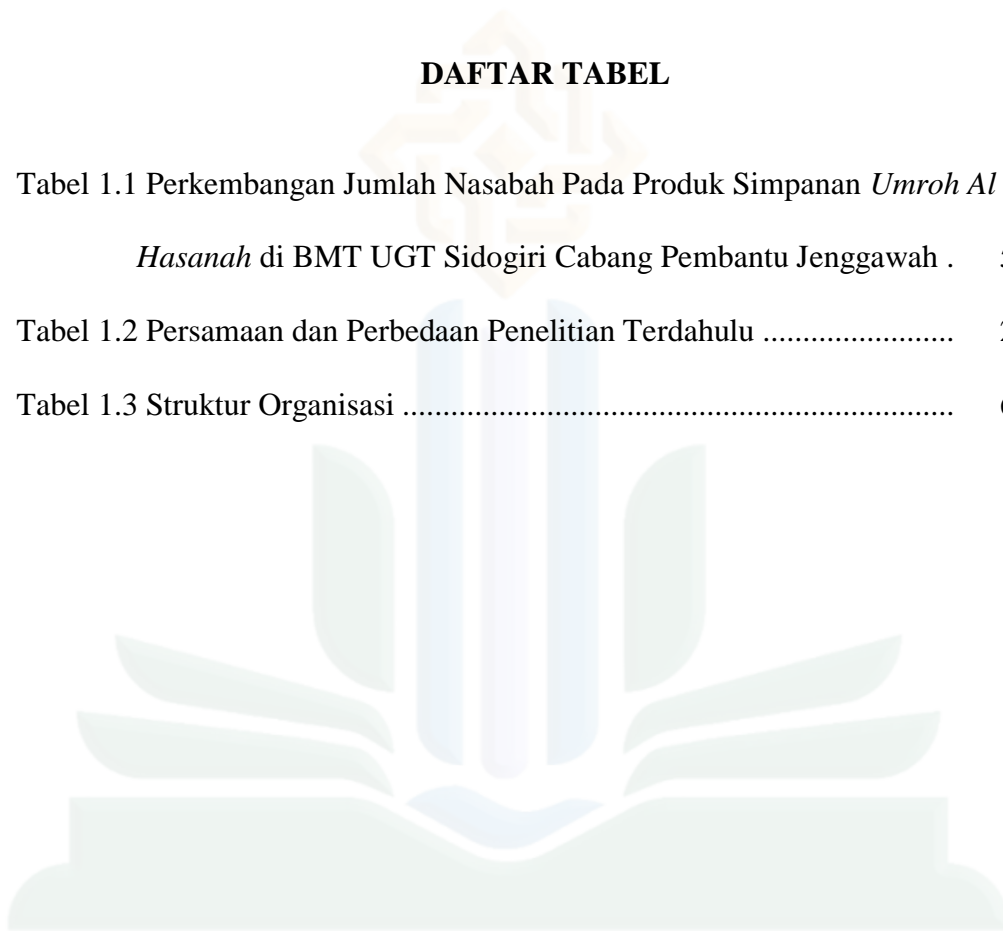 DAFTAR TABEL
Tabel 1.1 Perkembangan Jumlah Nasabah Pada Produk Simpanan Umroh Al
Hasanah di BMT UGT Sidogiri Cabang Pembantu Jenggawah .
Tabel 1.2 Persamaan dan Perbedaan Penelitian Terdahulu ........................
Tabel 1.3 Struktur Organisasi .....................................................................